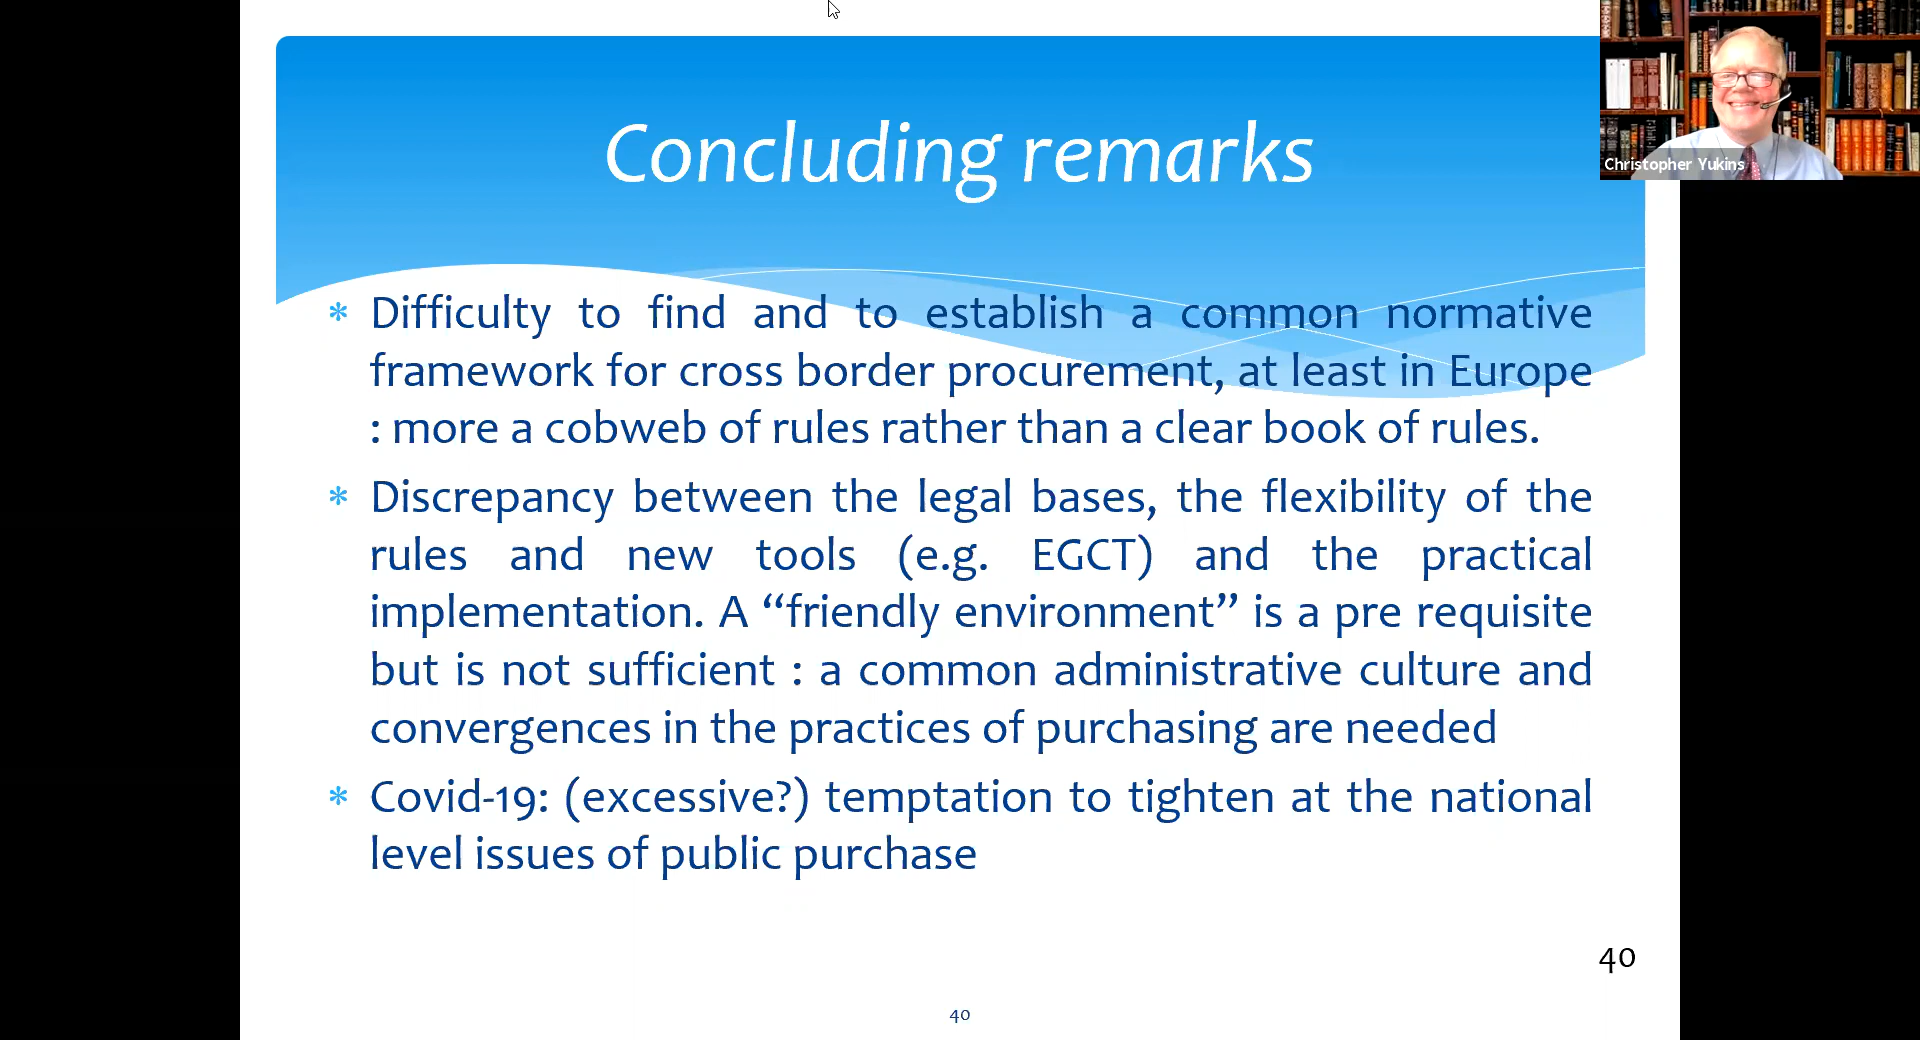 Concluding remarks
Christopher Yukins
* Difficulty to find and to establish a common normative
framework for cross border procurement, at least in Europe
: more a cobweb of rules rather than a clear book of rules.
* Discrepancy between the legal bases, the flexibility of the
rules and new tools (e.g. EGCT) and the practical
implementation. A “friendly environment” is a pre requisite
but is not sufficient : a common administrative culture and
convergences in the practices of purchasing are needed
* Covid-19: (excessive?) temptation to tighten at the national
level issues of public purchase
40
40